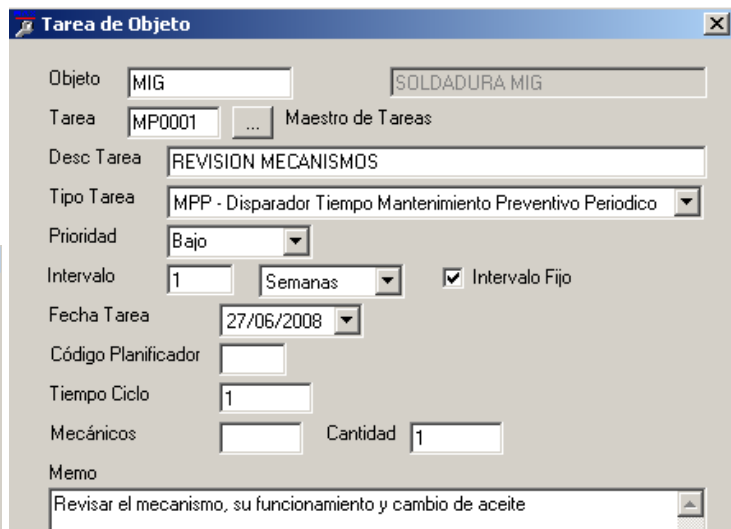 Tarea de Objeto
Objeto MIG SOLDADURA MIG
Tarea MP0001 ... Maestro de Tareas
Desc Tarea REVISION MECANISMOS
Tipo Tarea MPP - Disparador Tiempo Mantenimiento Preventivo Periodico
Prioridad Bajo
Intervalo 1 Semanas Intervalo Fijo
Fecha Tarea 27/06/2008
Código Planificador
Tiempo Ciclo 1
Mecánicos Cantidad 1
Memo
Revisar el mecanismo, su funcionamiento y cambio de aceite